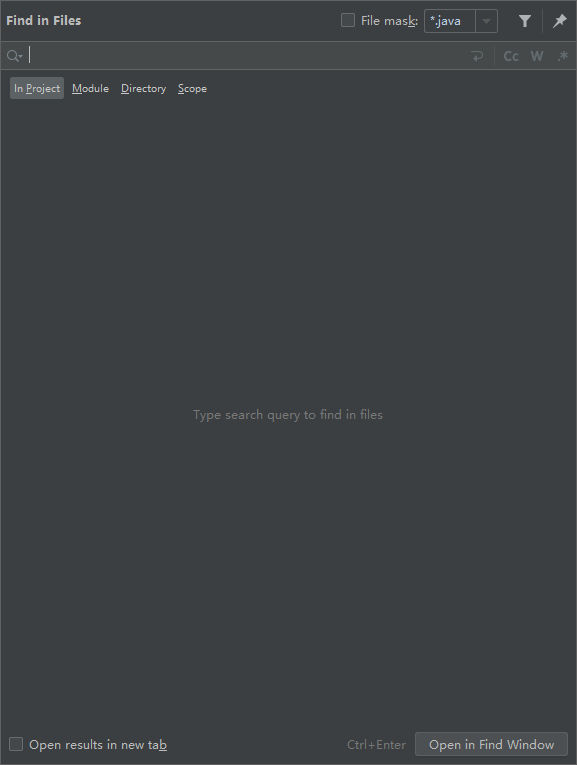 Find in Files File mask: *.java
Cc W .*
In Project Module Directory Scope
Type search query to find in files
Open results in new tab Ctrl+Enter Open in Find Window